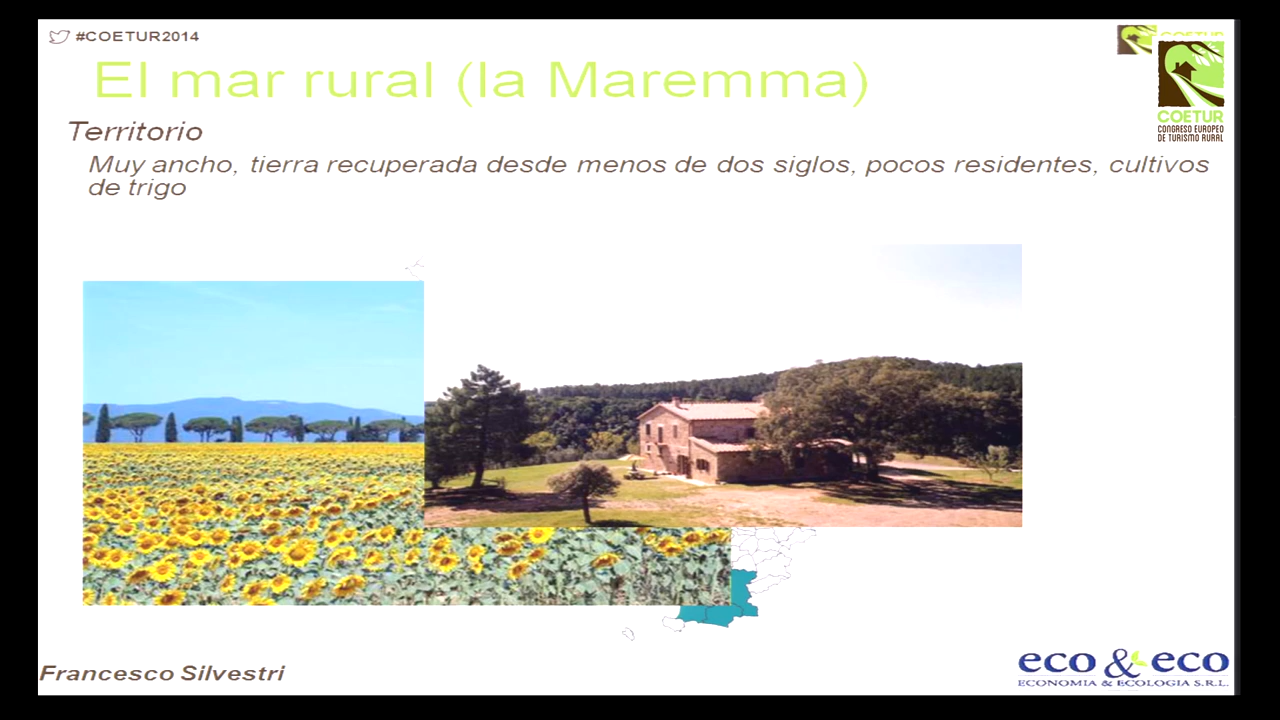 #COETUR2014
El mar rural (la Maremma)
COETUR
COETUR
CONGRESO EUROPEO
DE TURISMO RURAL
Territorio
Muy ancho, tierra recuperada desde menos de dos siglos, pocos residentes, cultivos
de trigo
Francesco Silvestri
eco & eco
ECONOMIA & ECOLOGIA S.R.L.